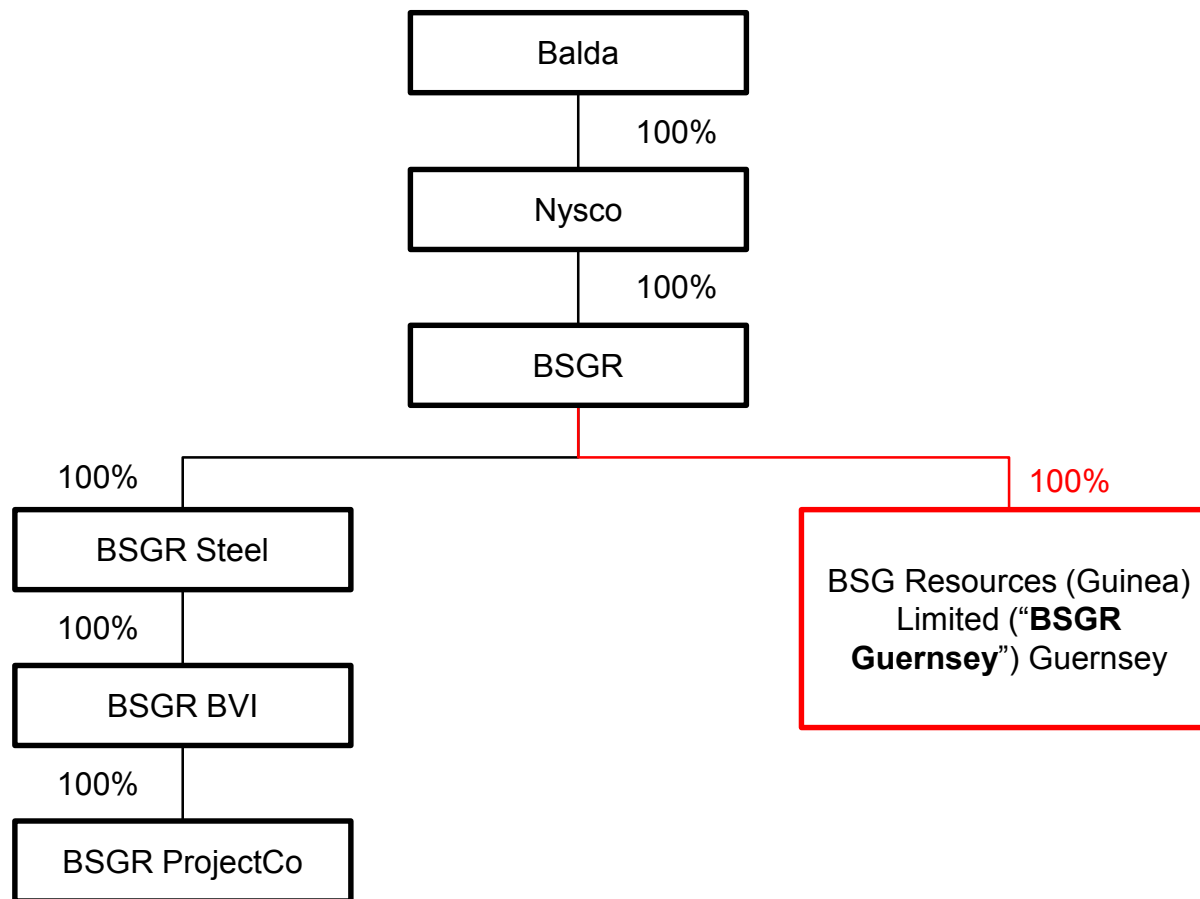 Balda
100%
Nysco
100%
BSGR
100%
100%
BSGR Steel
BSG Resources (Guinea)
Limited (“BSGR
Guernsey”) Guernsey
100%
BSGR BVI
100%
BSGR ProjectCo